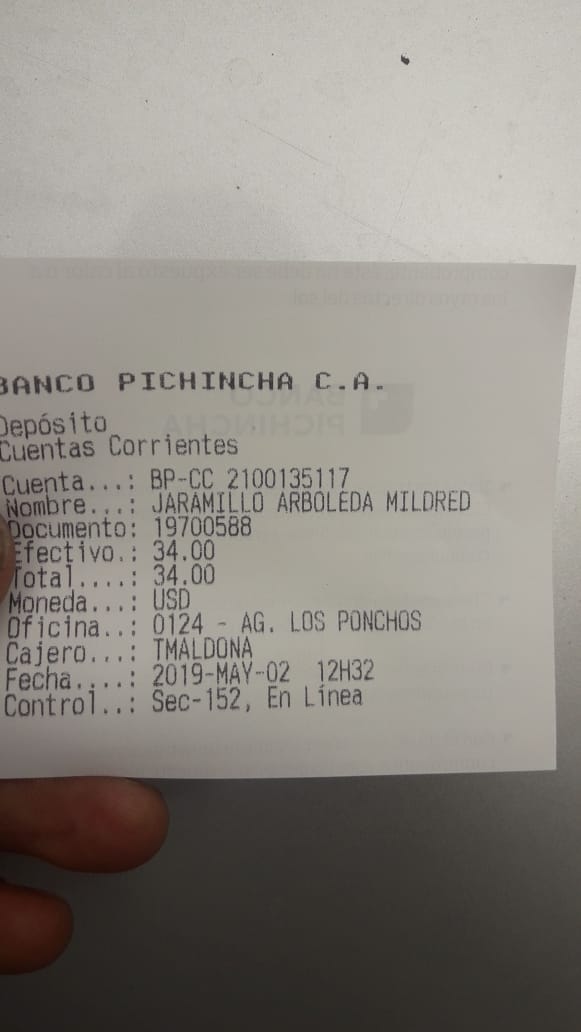 BANCO PICHINCHA C.A.
Depósito
Cuentas Corrientes
Cuenta...: BP-CC 2100135117
Nombre...: JARAMILLO ARBOLEDA MILDRED
Documento: 19700588
Efectivo.: 34.00
Total....: 34.00
Moneda...: USD
Oficina..: 0124 - AG. LOS PONCHOS
Cajero...: TMALDONA
Fecha....: 2019-MAY-02 12H32
Control..: Sec-152, En Línea